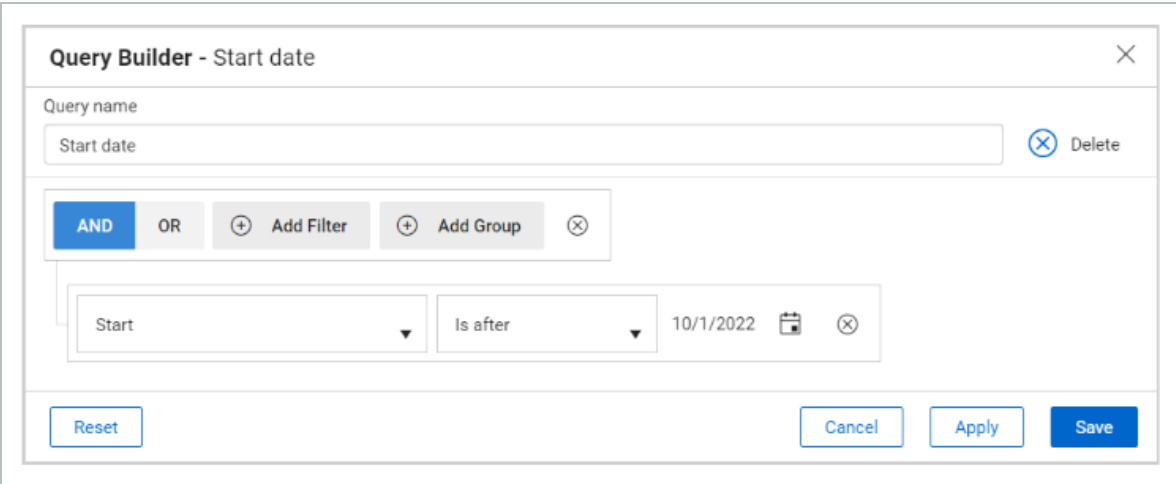 Query Builder - Start date
Query name
Start date
Delete
AND OR Add Filter Add Group
Start Is after 10/1/2022
Reset Cancel Apply Save